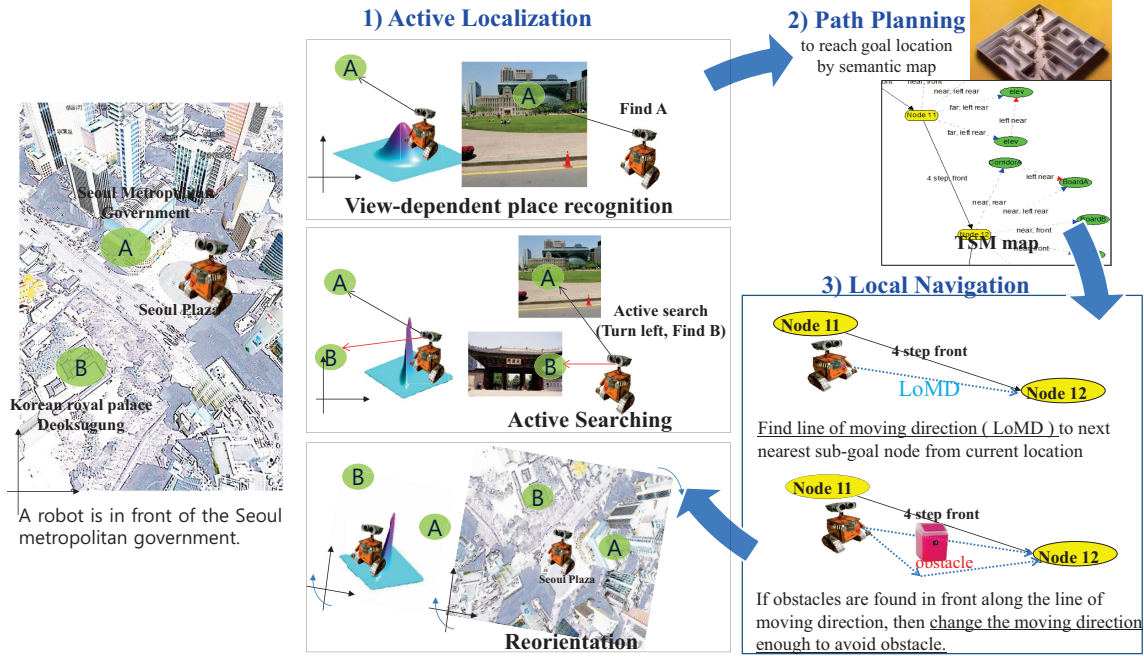 1) Active Localization
2) Path Planning
to reach goal location
by semantic map
A
A
Find A
View-dependent place recognition
Seoul Metropolitan
Government
A
Seoul Plaza
B
Korean royal palace
Deoksugung
A robot is in front of the Seoul
metropolitan government.
A
B
A
B
Active search
(Turn left, Find B)
Active Searching
B
A
B
A
Seoul Plaza
Reorientation
near, front
near, left rear
elev
Node 11
far, left rear
left near
far, left rear
elev
CorridorA
4 step, front
left near
BoardA
near, rear
near, left rear
BoardB
near, front
Node 12
TSM map
3) Local Navigation
Node 11
4 step front
LoMD
Node 12
Find line of moving direction ( LoMD ) to next
nearest sub-goal node from current location
Node 11
4 step front
obstacle
Node 12
If obstacles are found in front along the line of
moving direction, then change the moving direction
enough to avoid obstacle.